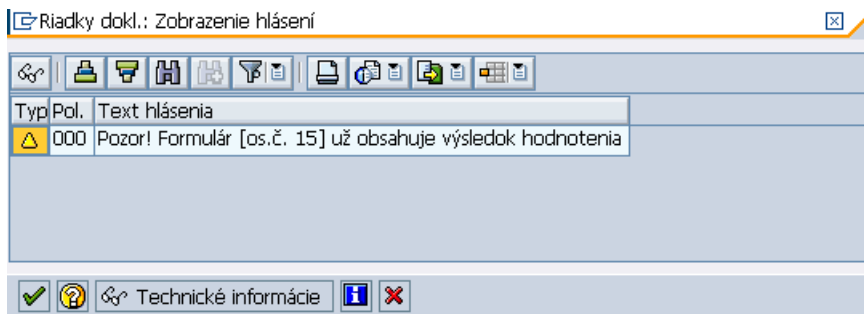 Riadky dokl.: Zobrazenie hlásení
Typ Pol. Text hlásenia
000 Pozor! Formulár [os.č. 15] už obsahuje výsledok hodnotenia
Technické informácie